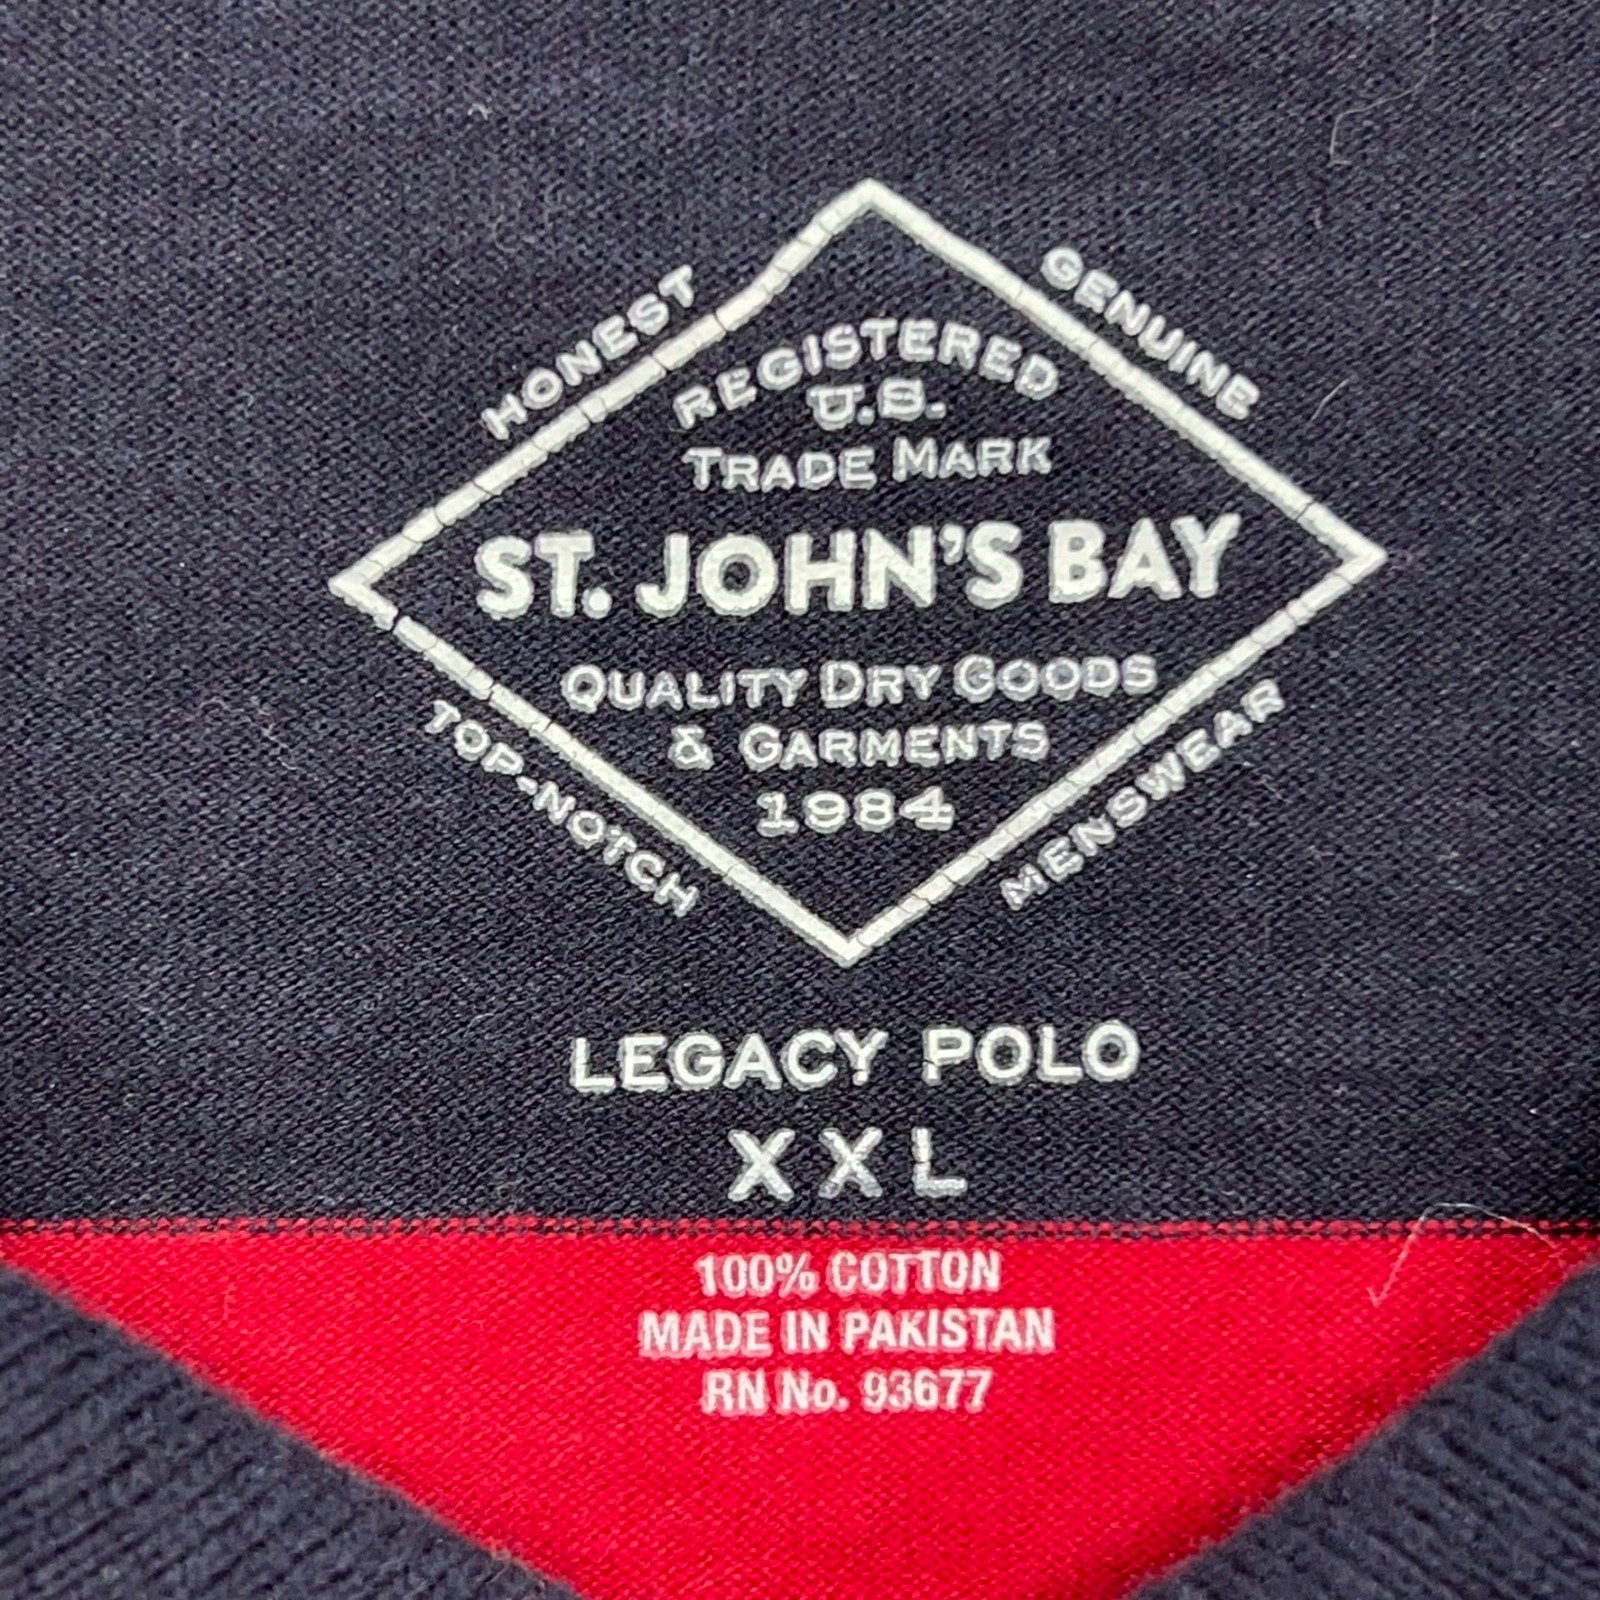 HONEST
GENUINE
REGISTERED
U.S.
TRADE MARK
ST. JOHN'S BAY
QUALITY DRY GOODS
& GARMENTS
1984
TOP-NOTCH
MENSWEAR
LEGACY POLO
XXL
100% COTTON
MADE IN PAKISTAN
RN No. 93677